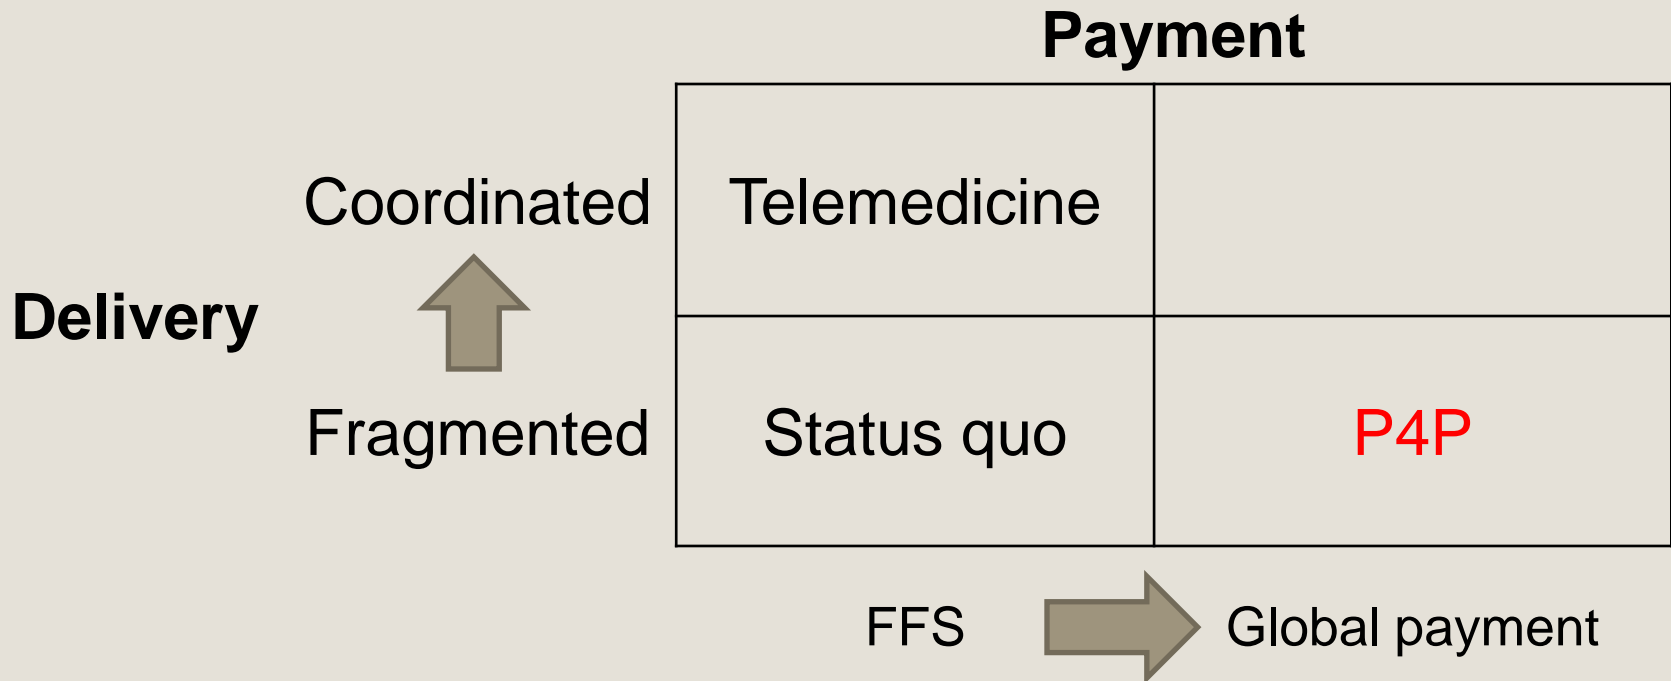 Payment
Coordinated Telemedicine
Delivery
Fragmented Status quo P4P
FFS Global payment